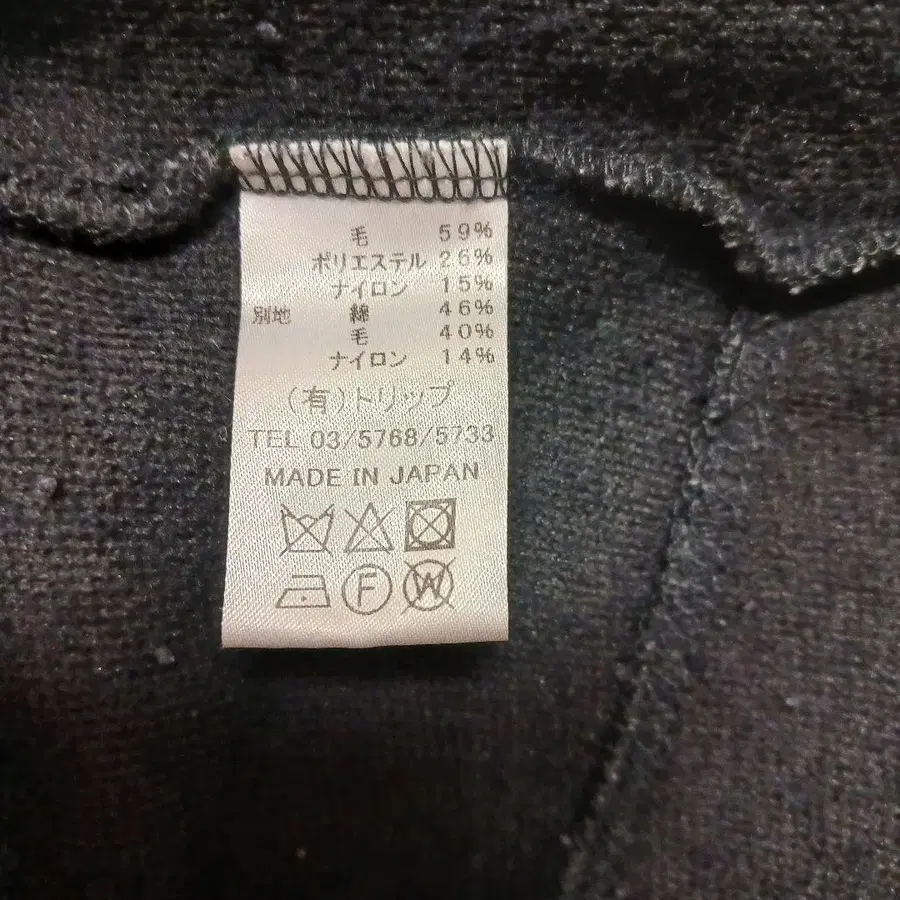 毛 59%
ポリエステル 26%
ナイロン 15%
別地 綿 46%
毛 40%
ナイロン 14%
(有)トリップ
TEL 03/5768/5733
MADE IN JAPAN
F W